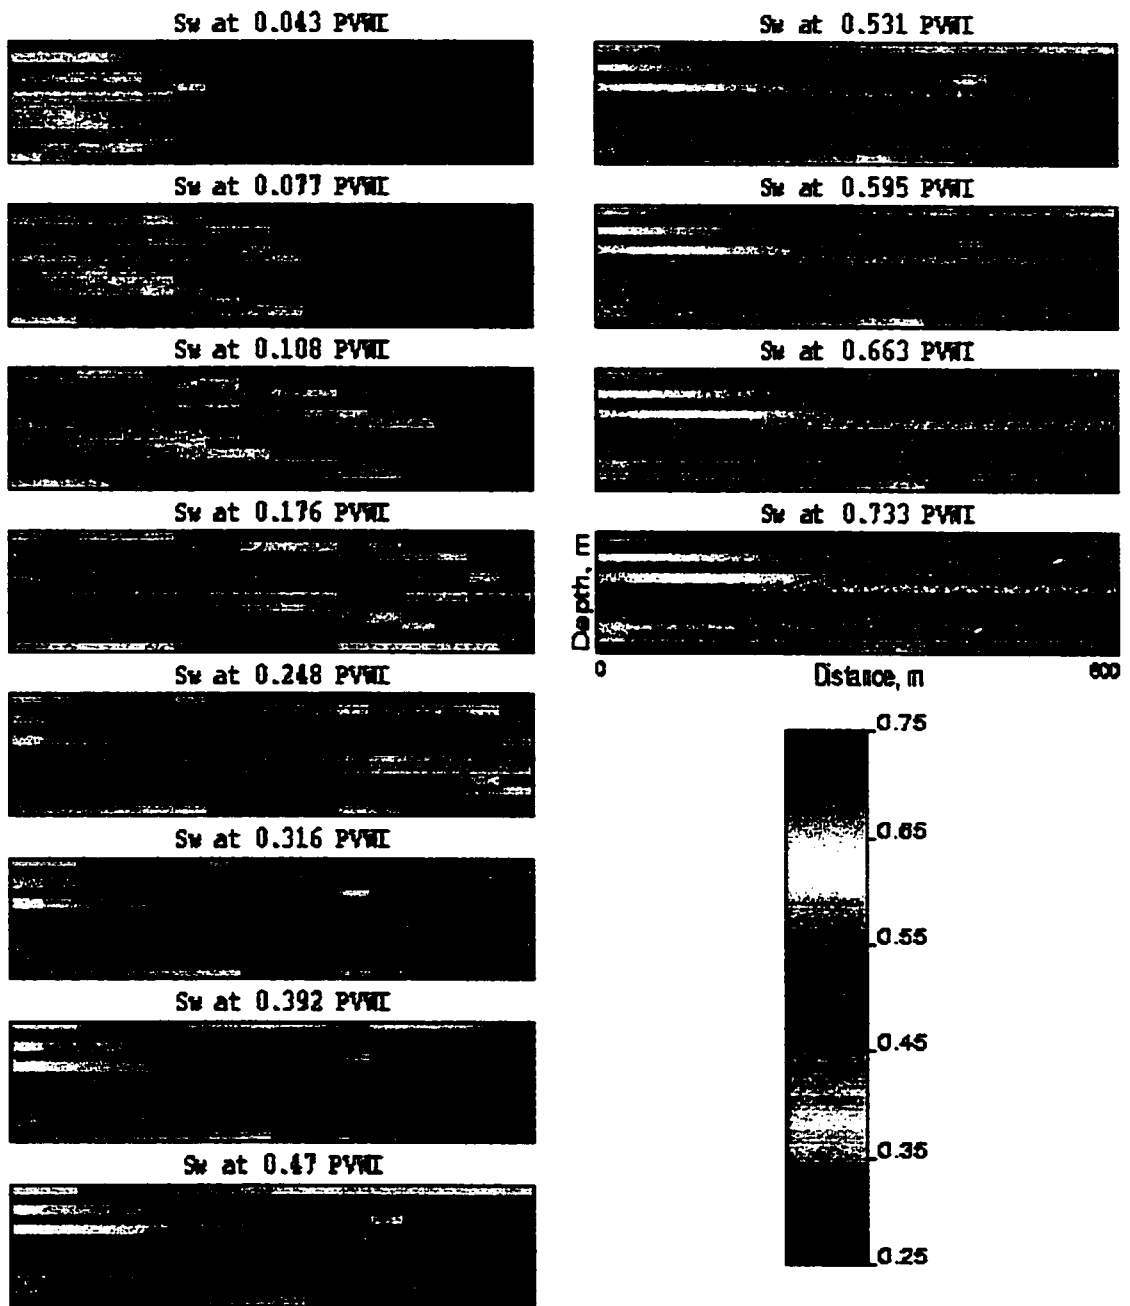 Sw at 0.043 PVWI
Sw at 0.077 PVWI
Sw at 0.108 PVWI
Sw at 0.176 PVWI
Sw at 0.248 PVWI
Sw at 0.316 PVWI
Sw at 0.392 PVWI
Sw at 0.47 PVWI
Sw at 0.531 PVWI
Sw at 0.595 PVWI
Sw at 0.663 PVWI
Sw at 0.733 PVWI
Depth, m
0
600
Distance, m
0.75
0.65
0.55
0.45
0.35
0.25